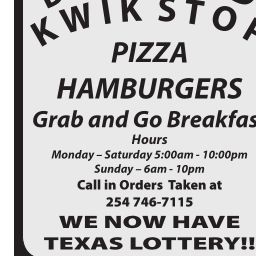 KWIK STOP
PIZZA
HAMBURGERS
Grab and Go Breakfas
Hours
Monday – Saturday 5:00am - 10:00pm
Sunday – 6am - 10pm
Call in Orders Taken at
254 746-7115
WE NOW HAVE
TEXAS LOTTERY!!